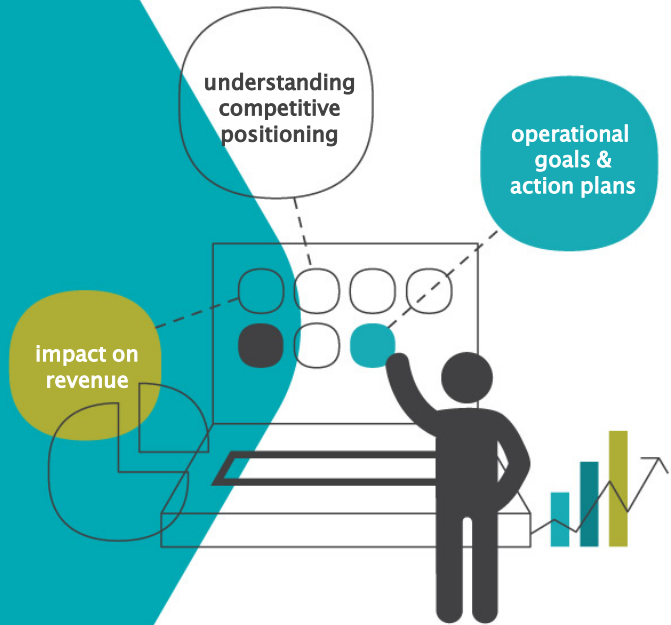 understanding
competitive
positioning
operational
goals &
action plans
impact on
revenue